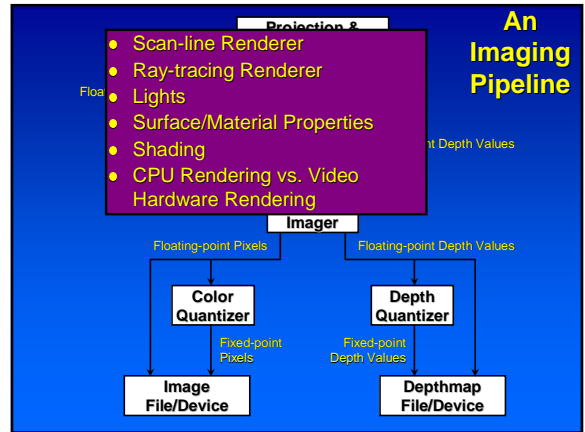 An
Imaging
Pipeline
Projection &
• Scan-line Renderer
• Ray-tracing Renderer
• Lights
• Surface/Material Properties
• Shading
• CPU Rendering vs. Video
Hardware Rendering
Depth Values
Imager
Floating-point Pixels
Floating-point Depth Values
Color
Quantizer
Depth
Quantizer
Fixed-point
Pixels
Fixed-point
Depth Values
Image
File/Device
Depthmap
File/Device